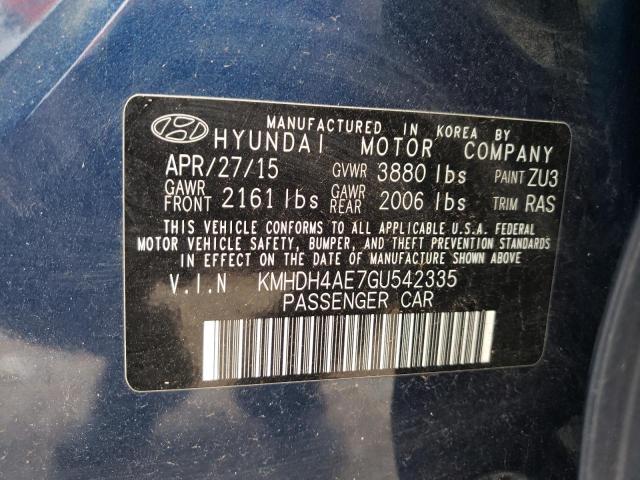 MANUFACTURED IN KOREA BY
HYUNDAI MOTOR COMPANY
APR/27/15 GVWR 3880 lbs PAINT ZU3
GAWR FRONT 2161 lbs GAWR REAR 2006 lbs TRIM RAS
THIS VEHICLE CONFORMS TO ALL APPLICABLE U.S.A. FEDERAL
MOTOR VEHICLE SAFETY, BUMPER, AND THEFT PREVENTION STANDARDS
IN EFFECT ON THE DATE OF MANUFACTURE SHOWN ABOVE
V.I.N KMHDH4AE7GU542335
PASSENGER CAR